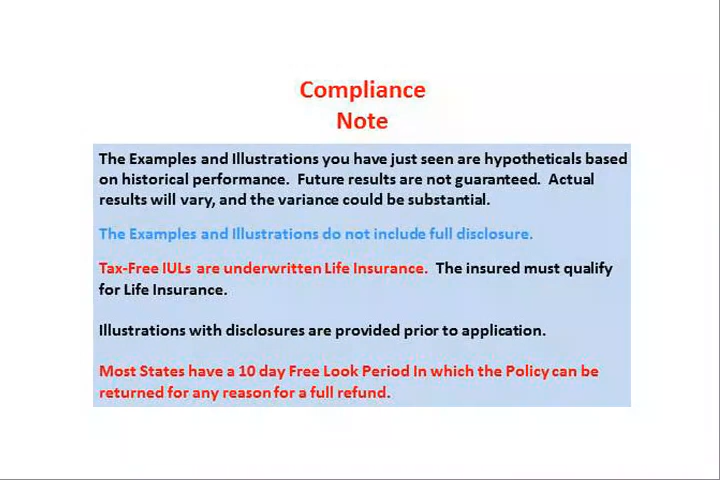 Compliance
Note
The Examples and Illustrations you have just seen are hypotheticals based
on historical performance. Future results are not guaranteed. Actual
results will vary, and the variance could be substantial.
The Examples and Illustrations do not include full disclosure.
Tax-Free IULs are underwritten Life Insurance. The insured must qualify
for Life Insurance.
Illustrations with disclosures are provided prior to application.
Most States have a 10 day Free Look Period In which the Policy can be
returned for any reason for a full refund.